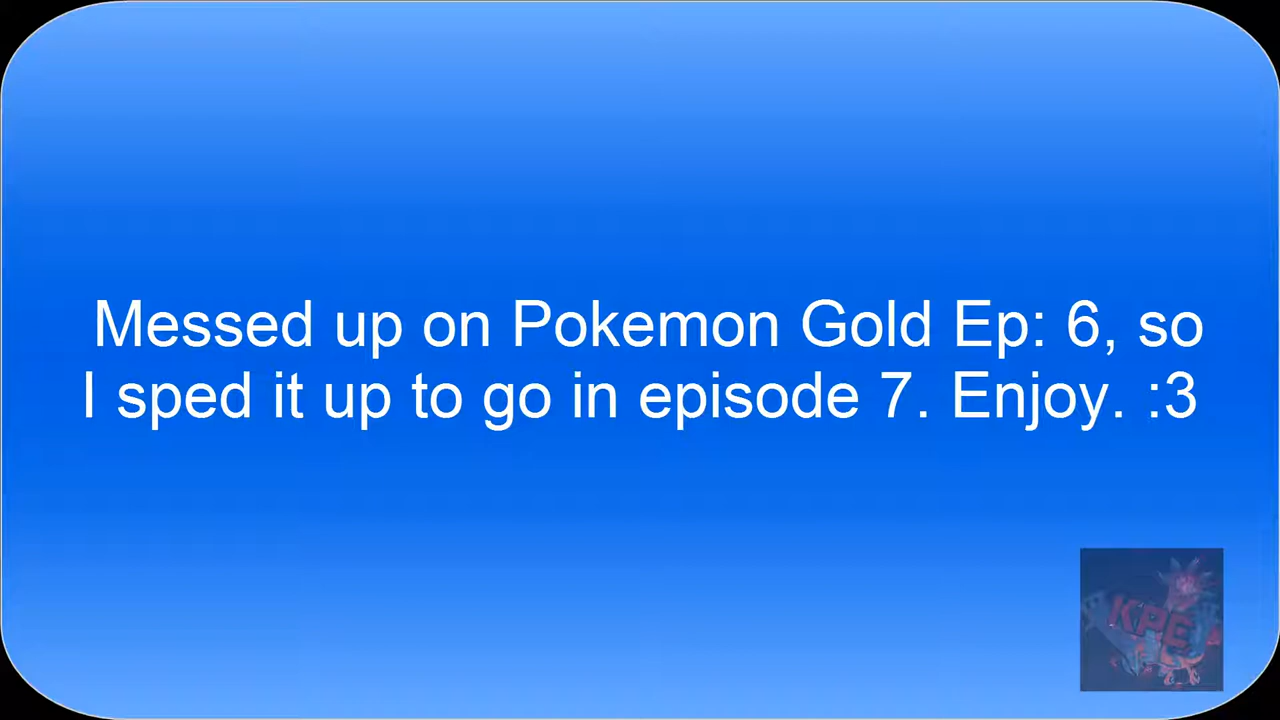 Messed up on Pokemon Gold Ep: 6, so
I sped it up to go in episode 7. Enjoy. :3
KPE